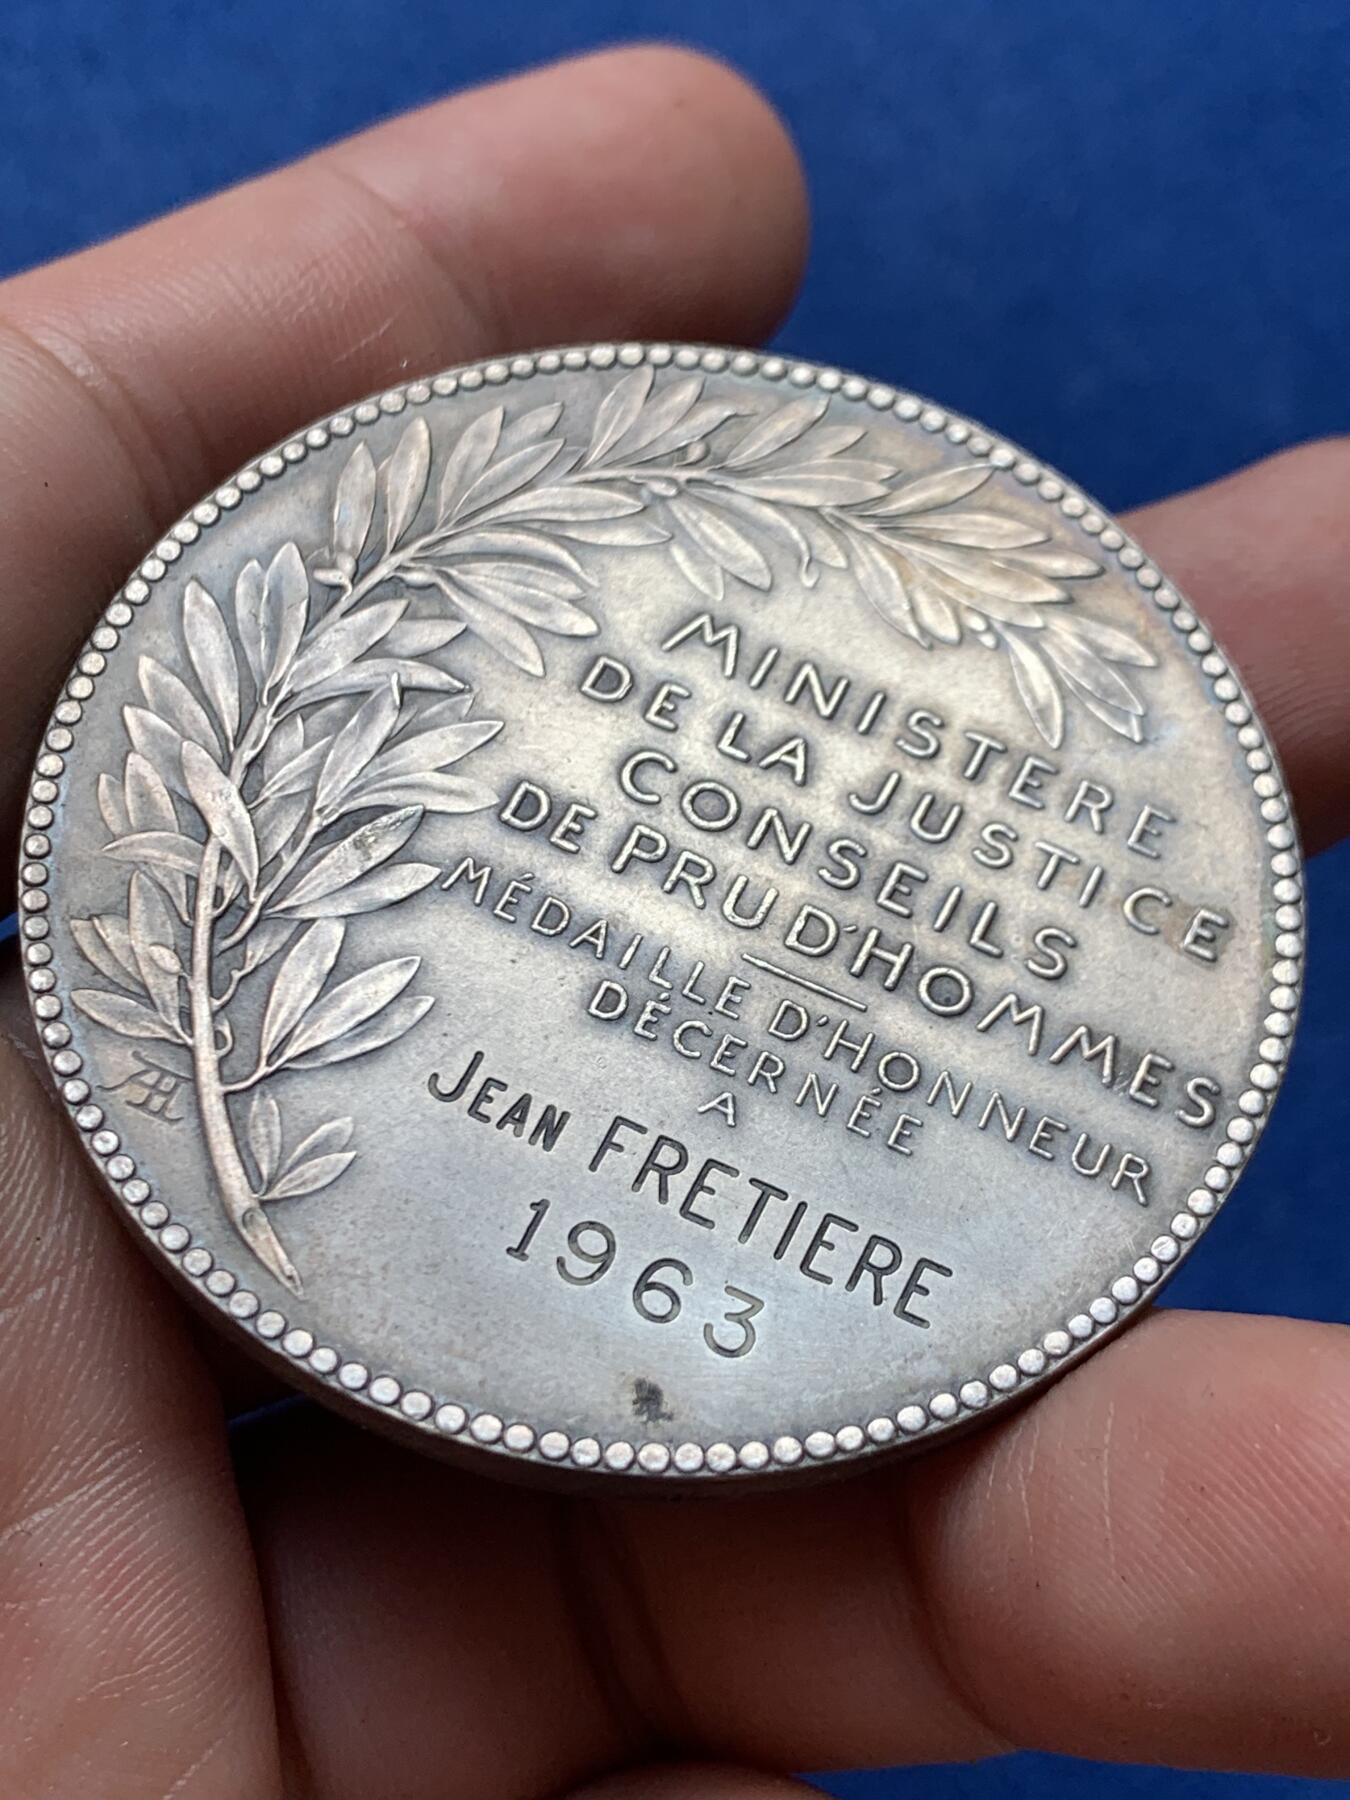 MINISTERE
DE LA JUSTICE
CONSEILS
DE PRUD'HOMMES
MÉDAILLE D'HONNEUR
DÉCERNÉE
A
JEAN FRETIERE
1963